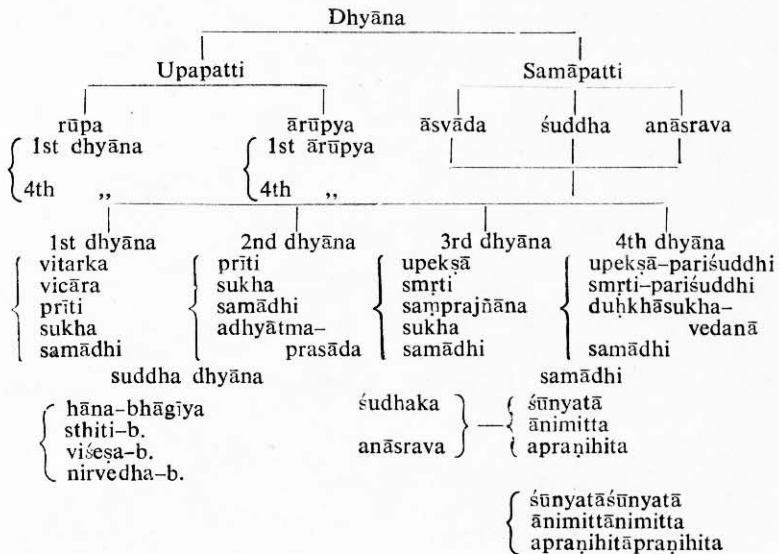 Dhyāna
Upapatti Samāpatti
rūpa ārūpya āsvāda śuddha anāsrava
1st dhyāna 1st ārūpya
4th ,, 4th ,,
1st dhyāna 2nd dhyāna 3rd dhyāna 4th dhyāna
vitarka prīti upekṣā upekṣā-pariśuddhi
vicāra sukha smṛti smṛti-pariśuddhi
prīti samādhi samprajñāna duḥkhāsukha-
sukha adhyātma- sukha vedanā
samādhi prasāda samādhi samādhi
suddha dhyāna samādhi
hāna-bhāgīya śudhaka śūnyatā
sthiti-b. ānimitta
viśeṣa-b. anāsrava apraṇihita
nirvedha-b.
śūnyatāśūnyatā
ānimittānimitta
apraṇihitāpraṇihita